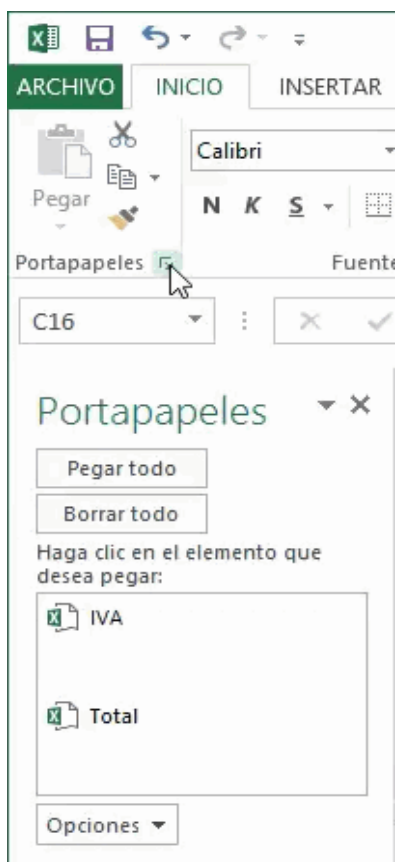 ARCHIVO INICIO INSERTAR
Pegar
Calibri
N K S
Portapapeles Fuente
C16
Portapapeles
Pegar todo
Borrar todo
Haga clic en el elemento que
desea pegar:
IVA
Total
Opciones